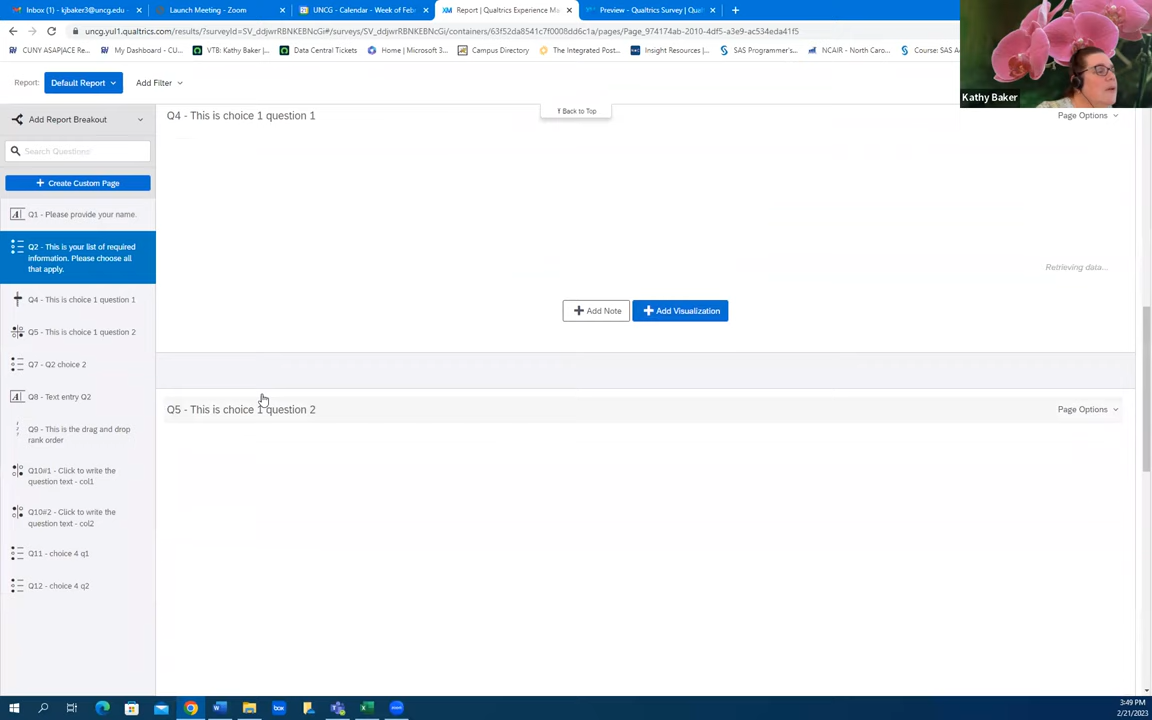 Inbox (1) - kjbaker3@uncg.edu -
Launch Meeting - Zoom
UNCG - Calendar - Week of Feb
Report | Qualtrics Experience Ma
Preview - Qualtrics Survey | Qu
uncg.yul1.qualtrics.com/results/?surveyId=SV_ddjwrRBNKEBNcGi#/surveys/SV_ddjwrRBNKEBNcGi/containers/63f52da8541c7f0008dd6c1a/pages/Page_974174ab-2010-4df5-a3e9-ac534eda41f5
CUNY ASAP|ACE R...
My Dashboard - CU...
VTB: Kathy Baker |...
Data Central Tickets
Home | Microsoft 3...
Campus Directory
The Integrated Post...
Insight Resources |...
SAS Programmer's...
NCAIR - North Caro...
Course: SAS
Kathy Baker
Report:
Default Report
Add Filter
Add Report Breakout
Search Questions
Create Custom Page
Q1 - Please provide your name.
Q2 - This is your list of required
information. Please choose all
that apply.
Q4 - This is choice 1 question 1
Q5 - This is choice 1 question 2
Q7 - Q2 choice 2
Q8 - Text entry Q2
Q9 - This is the drag and drop
rank order
Q10#1 - Click to write the
question text - col1
Q10#2 - Click to write the
question text - col2
Q11 - choice 4 q1
Q12 - choice 4 q2
Q4 - This is choice 1 question 1
Back to Top
Page Options
Retrieving data...
Add Note
Add Visualization
Q5 - This is choice 1 question 2
Page Options
3:49 PM
2/21/2023